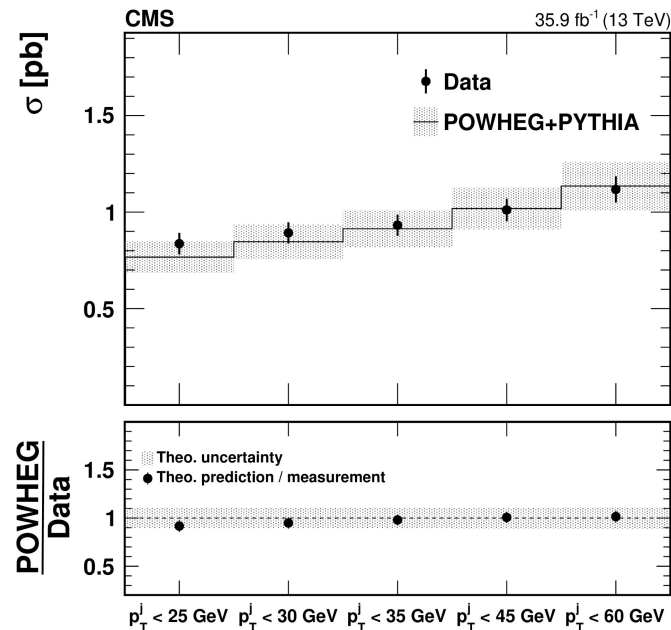 CMS
35.9 fb⁻¹ (13 TeV)
σ [pb]
1.5
1
0.5
Data
POWHEG+PYTHIA
POWHEG
Data
1.5
1
0.5
Theo. uncertainty
Theo. prediction / measurement
p_T^j < 25 GeV p_T^j < 30 GeV p_T^j < 35 GeV p_T^j < 45 GeV p_T^j < 60 GeV